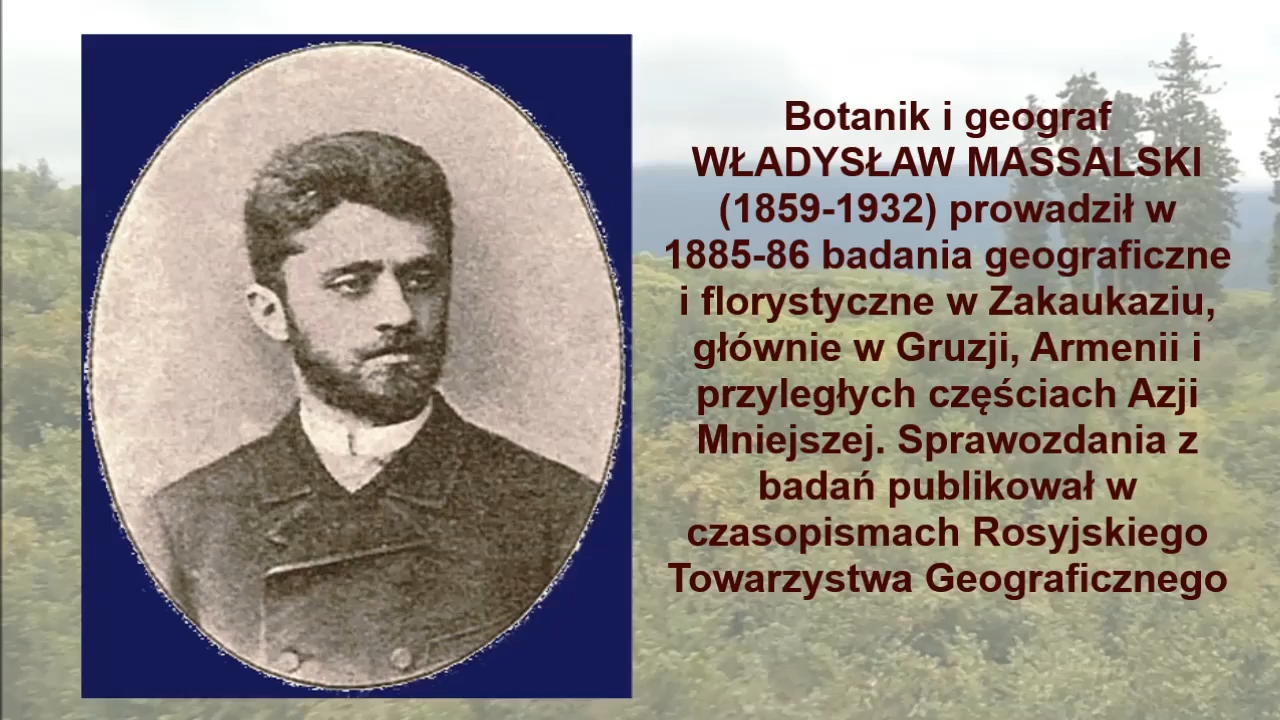 Botanik i geograf
WŁADYSŁAW MASSALSKI
(1859-1932) prowadził w
1885-86 badania geograficzne
i florystyczne w Zakaukaziu,
głównie w Gruzji, Armenii i
przyległych częściach Azji
Mniejszej. Sprawozdania z
badań publikował w
czasopismach Rosyjskiego
Towarzystwa Geograficznego